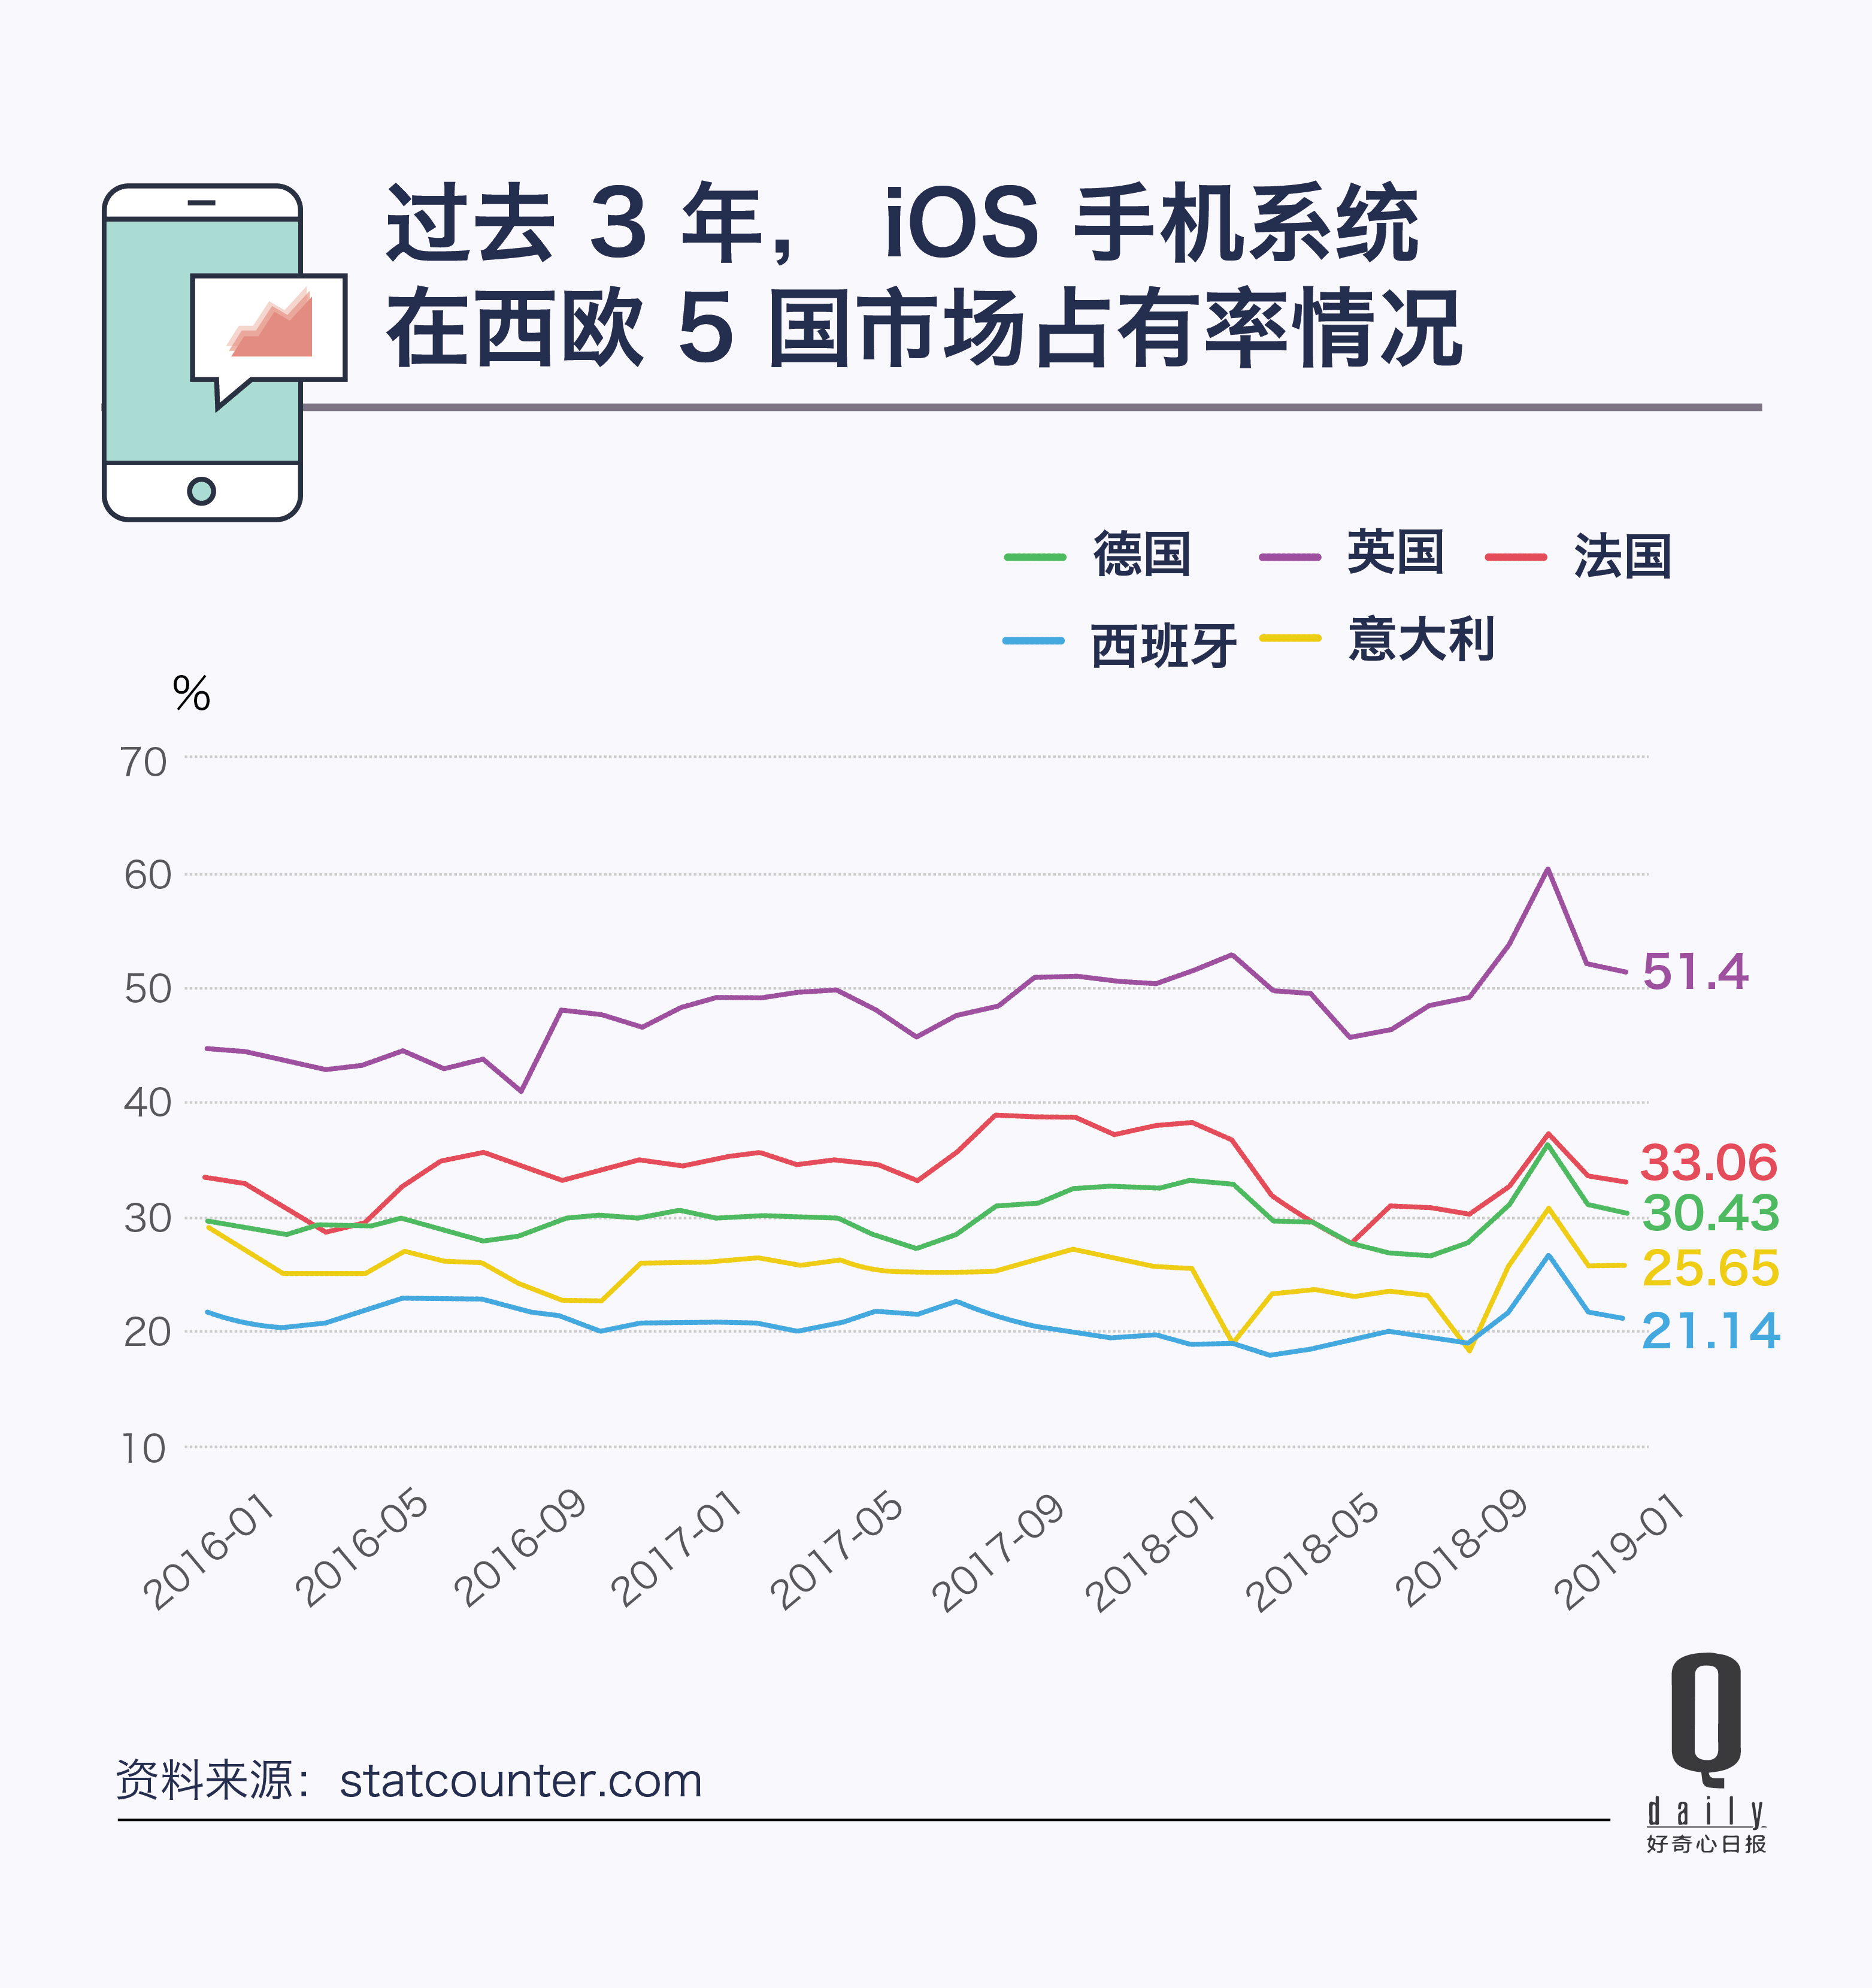 过去 3 年， iOS 手机系统
在西欧 5 国市场占有率情况
德国 英国 法国
西班牙 意大利
%
70
60
50
40
30
20
10
51.4
33.06
30.43
25.65
21.14
2016-01 2016-05 2016-09 2017-01 2017-05 2017-09 2018-01 2018-05 2018-09 2019-01
资料来源：statcounter.com
Q
daily
好奇心日报